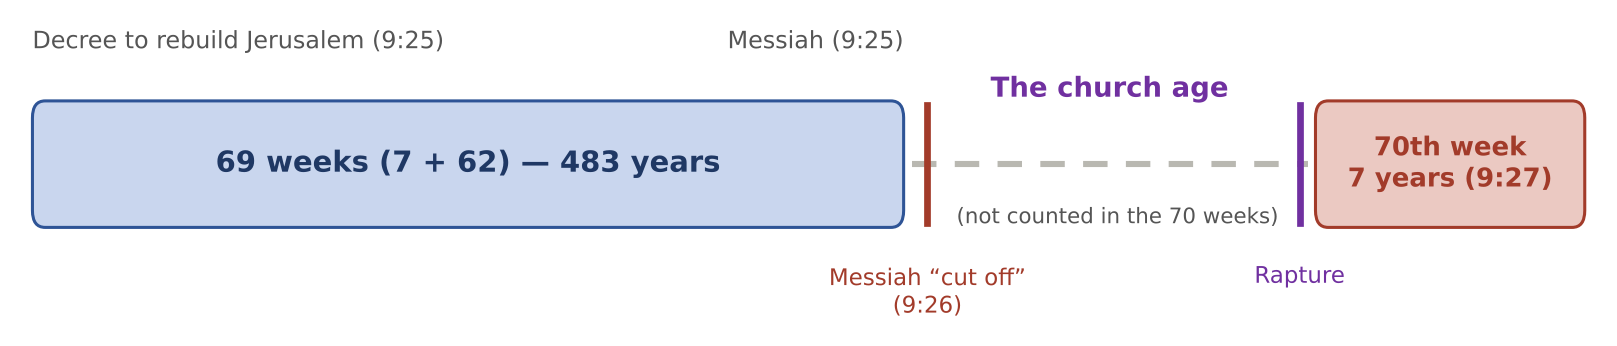 Decree to rebuild Jerusalem (9:25)
Messiah (9:25)
The church age
69 weeks (7 + 62) — 483 years
70th week
7 years (9:27)
(not counted in the 70 weeks)
Messiah “cut off”
(9:26)
Rapture